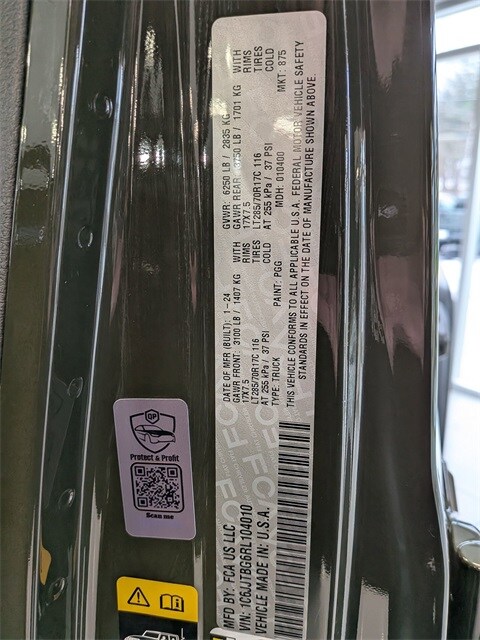 MFD BY: FCA US LLC
DATE OF MFR (BUILT): 1-24
GVWR: 6250 LB / 2835 KG
GAWR FRONT: 3100 LB / 1407 KG WITH
GAWR REAR: 3750 LB / 1701 KG WITH
17X7.5 RIMS
17X7.5 RIMS
LT285/70R17C 116 TIRES
LT285/70R17C 116 TIRES
AT 255 kPa / 37 PSI COLD
AT 255 kPa / 37 PSI COLD
TYPE: TRUCK
PAINT: PGG
MDH: 010400
MKT: 875
THIS VEHICLE CONFORMS TO ALL APPLICABLE U.S.A. FEDERAL MOTOR VEHICLE SAFETY
STANDARDS IN EFFECT ON THE DATE OF MANUFACTURE SHOWN ABOVE.
VIN: 1C6JJTBG6RL104010
VEHICLE MADE IN: U.S.A.
QP
Protect & Profit
Scan me